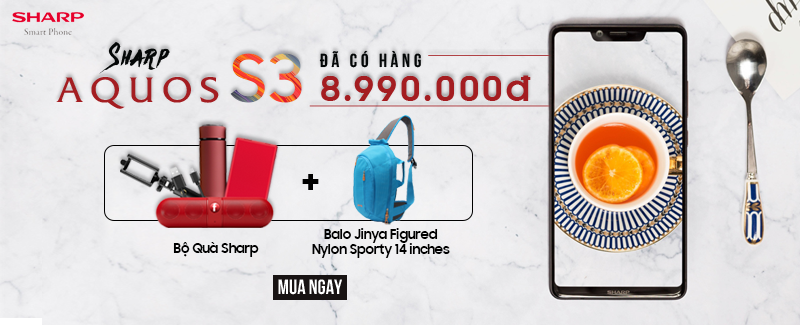 SHARP
Smart Phone
SHARP
AQUOS S3
ĐÃ CÓ HÀNG
8.990.000đ
Bộ Quà Sharp
+
Balo Jinya Figured
Nylon Sporty 14 inches
MUA NGAY
SHARP